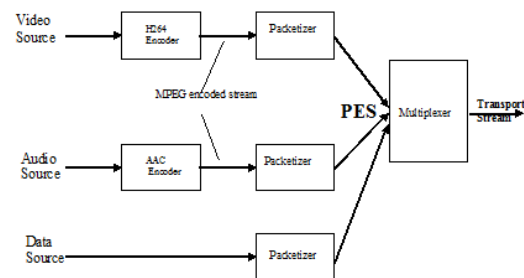 Video
Source
H264
Encoder
Packetizer
MPEG encoded stream
PES
Multiplexer
Transport
Stream
Audio
Source
AAC
Encoder
Packetizer
Data
Source
Packetizer